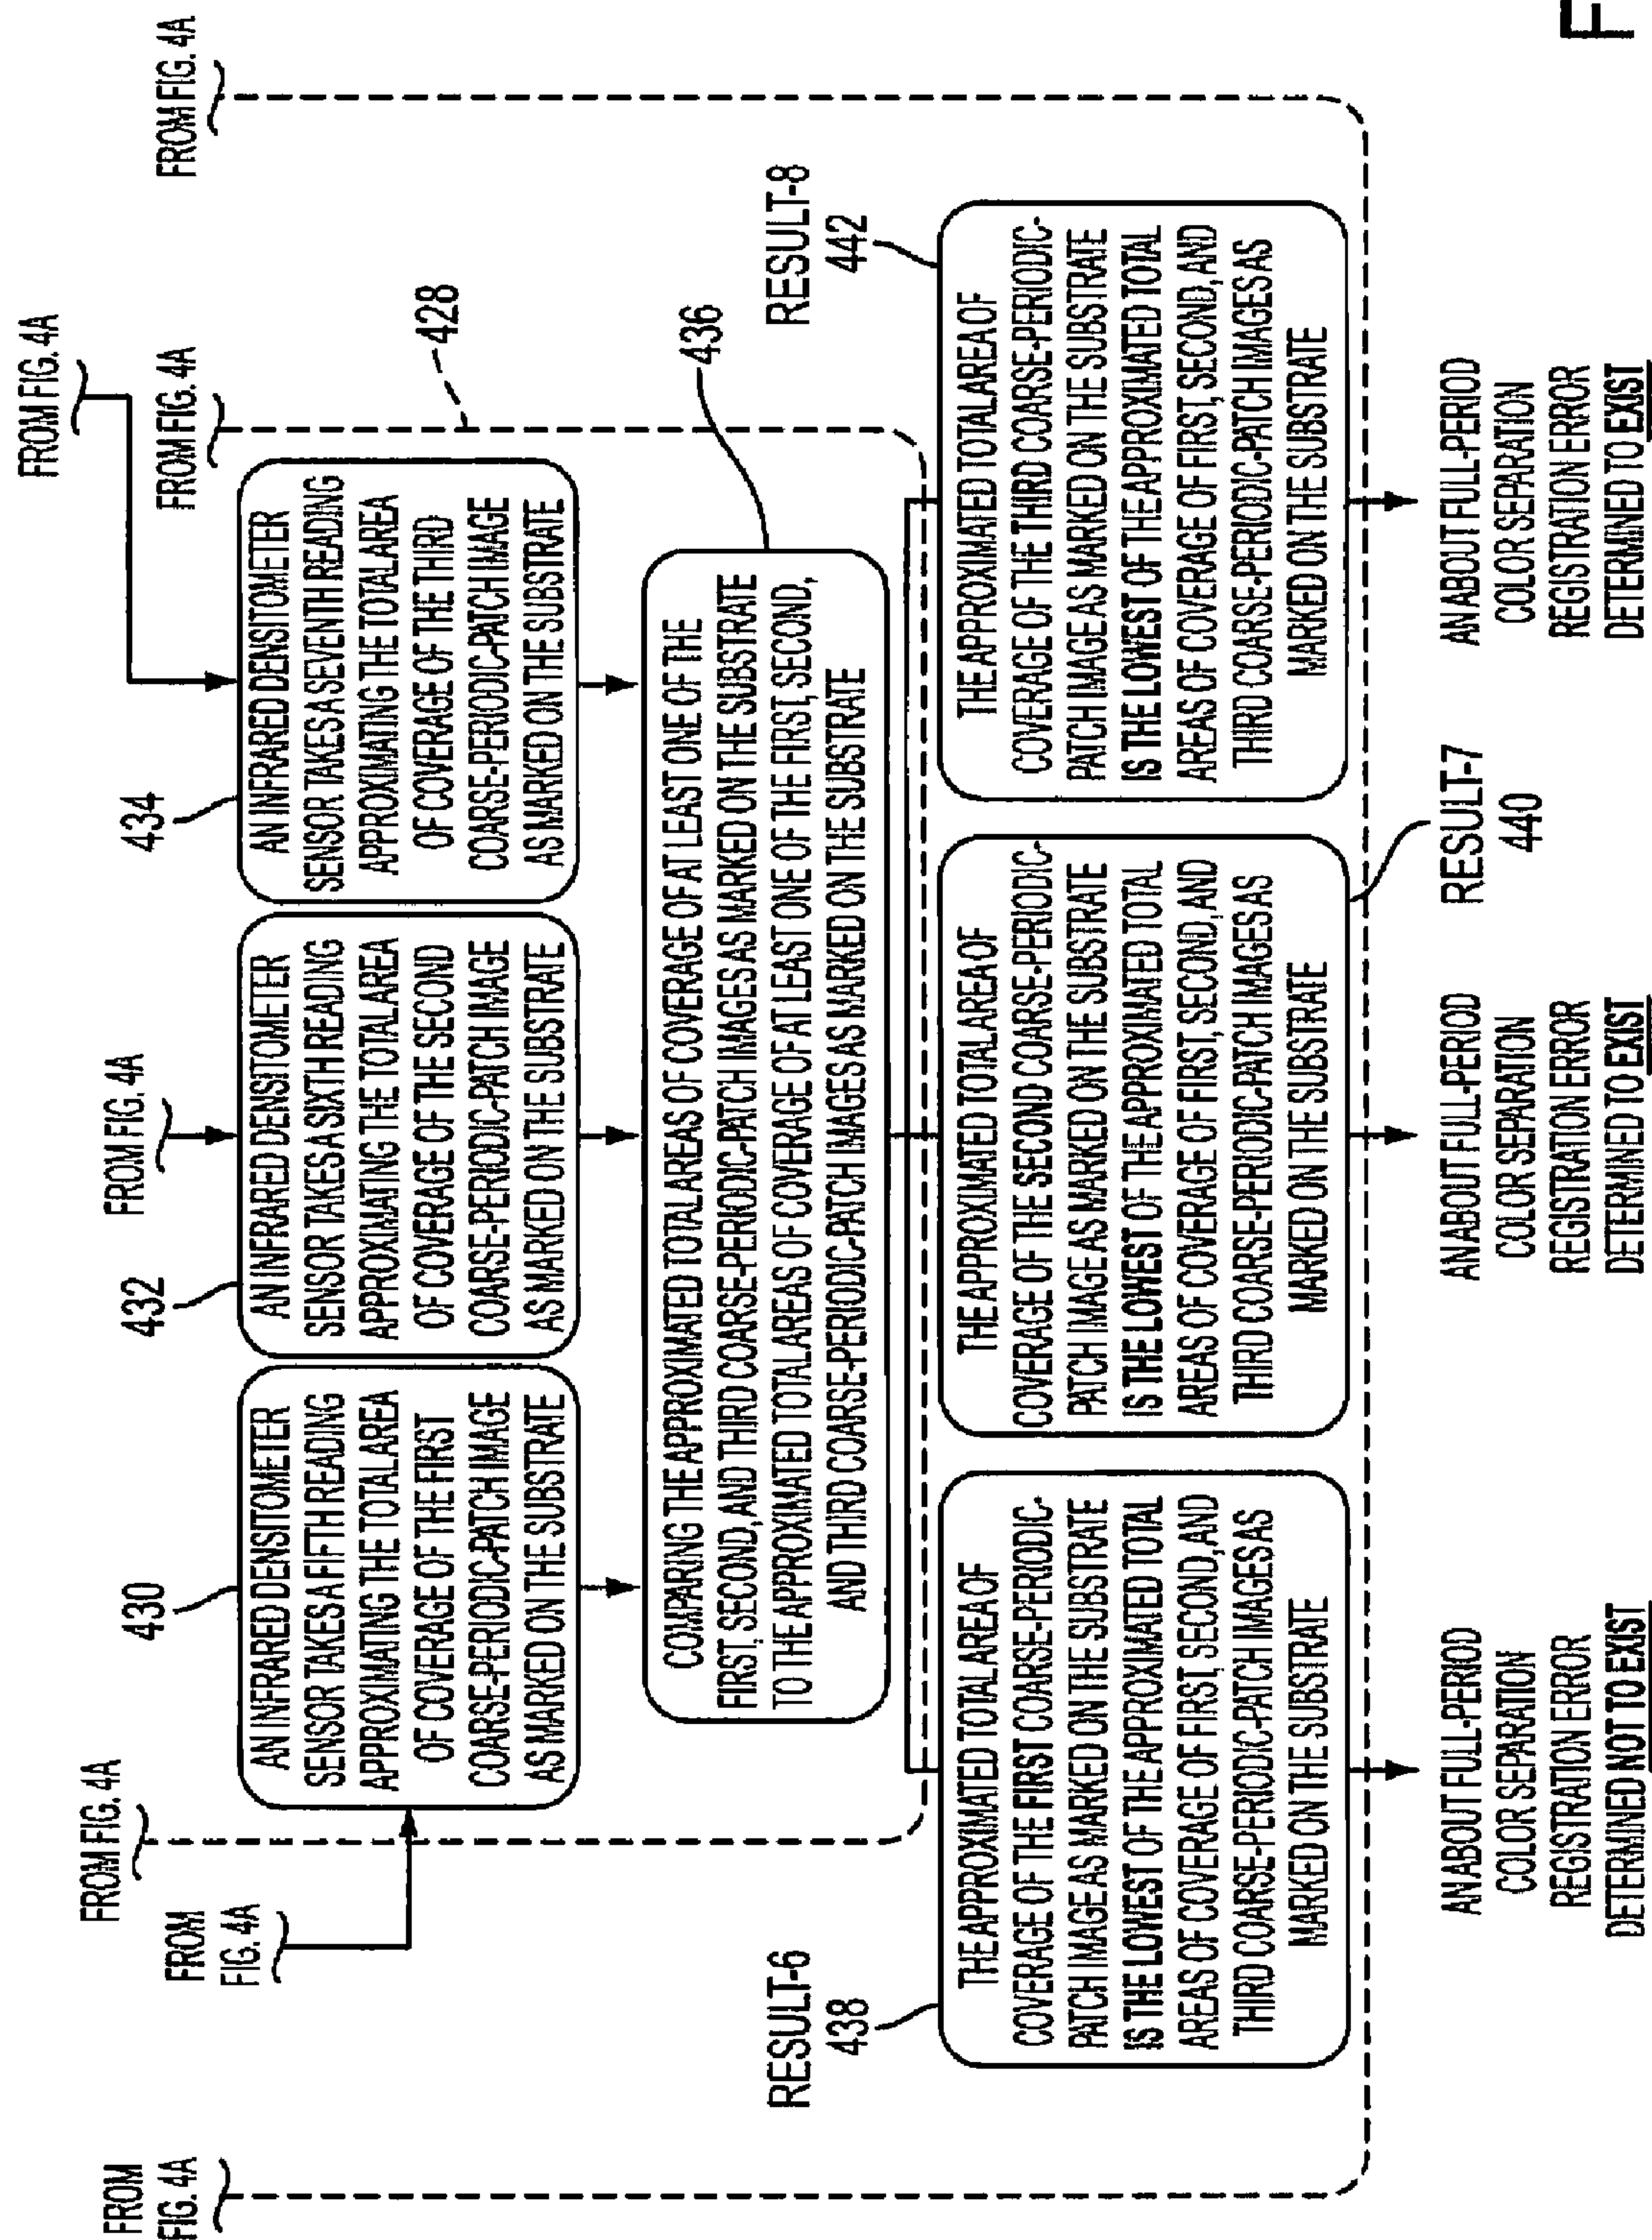 FROM
FIG. 4A
FROM FIG. 4A
FROM
FIG. 4A
FROM FIG. 4A
FROM FIG. 4A
FROM FIG. 4A
FROM FIG. 4A
430
AN INFRARED DENSITOMETER
SENSOR TAKES A FIFTH READING
APPROXIMATING THE TOTAL AREA
OF COVERAGE OF THE FIRST
COARSE-PERIODIC-PATCH IMAGE
AS MARKED ON THE SUBSTRATE
432
AN INFRARED DENSITOMETER
SENSOR TAKES A SIXTH READING
APPROXIMATING THE TOTAL AREA
OF COVERAGE OF THE SECOND
COARSE-PERIODIC-PATCH IMAGE
AS MARKED ON THE SUBSTRATE
434
AN INFRARED DENSITOMETER
SENSOR TAKES A SEVENTH READING
APPROXIMATING THE TOTAL AREA
OF COVERAGE OF THE THIRD
COARSE-PERIODIC-PATCH IMAGE
AS MARKED ON THE SUBSTRATE
428
436
COMPARING THE APPROXIMATED TOTAL AREAS OF COVERAGE OF AT LEAST ONE OF THE
FIRST, SECOND, AND THIRD COARSE-PERIODIC-PATCH IMAGES AS MARKED ON THE SUBSTRATE
TO THE APPROXIMATED TOTAL AREAS OF COVERAGE OF AT LEAST ONE OF THE FIRST, SECOND,
AND THIRD COARSE-PERIODIC-PATCH IMAGES AS MARKED ON THE SUBSTRATE
RESULT-6
438
THE APPROXIMATED TOTAL AREA OF
COVERAGE OF THE FIRST COARSE-PERIODIC-
PATCH IMAGE AS MARKED ON THE SUBSTRATE
IS THE LOWEST OF THE APPROXIMATED TOTAL
AREAS OF COVERAGE OF FIRST, SECOND, AND
THIRD COARSE-PERIODIC-PATCH IMAGES AS
MARKED ON THE SUBSTRATE
THE APPROXIMATED TOTAL AREA OF
COVERAGE OF THE SECOND COARSE-PERIODIC-
PATCH IMAGE AS MARKED ON THE SUBSTRATE
IS THE LOWEST OF THE APPROXIMATED TOTAL
AREAS OF COVERAGE OF FIRST, SECOND, AND
THIRD COARSE-PERIODIC-PATCH IMAGES AS
MARKED ON THE SUBSTRATE
RESULT-7
440
RESULT-8
442
THE APPROXIMATED TOTAL AREA OF
COVERAGE OF THE THIRD COARSE-PERIODIC-
PATCH IMAGE AS MARKED ON THE SUBSTRATE
IS THE LOWEST OF THE APPROXIMATED TOTAL
AREAS OF COVERAGE OF FIRST, SECOND, AND
THIRD COARSE-PERIODIC-PATCH IMAGES AS
MARKED ON THE SUBSTRATE
AN ABOUT FULL-PERIOD
COLOR SEPARATION
REGISTRATION ERROR
DETERMINED NOT TO EXIST
AN ABOUT FULL-PERIOD
COLOR SEPARATION
REGISTRATION ERROR
DETERMINED TO EXIST
AN ABOUT FULL-PERIOD
COLOR SEPARATION
REGISTRATION ERROR
DETERMINED TO EXIST